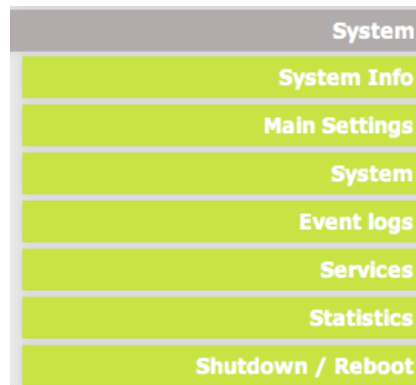 System
System Info
Main Settings
System
Event logs
Services
Statistics
Shutdown / Reboot